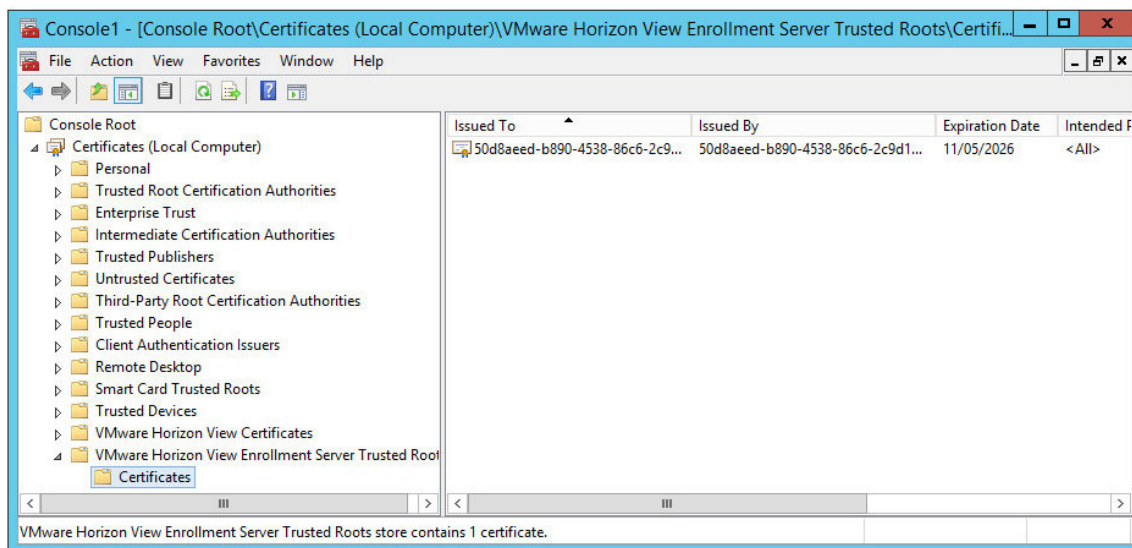 Console1 - [Console Root\Certificates (Local Computer)\VMware Horizon View Enrollment Server Trusted Roots\Certifi...
File Action View Favorites Window Help
Console Root
Certificates (Local Computer)
Personal
Trusted Root Certification Authorities
Enterprise Trust
Intermediate Certification Authorities
Trusted Publishers
Untrusted Certificates
Third-Party Root Certification Authorities
Trusted People
Client Authentication Issuers
Remote Desktop
Smart Card Trusted Roots
Trusted Devices
VMware Horizon View Certificates
VMware Horizon View Enrollment Server Trusted Root
Certificates
Issued To Issued By Expiration Date Intended P
50d8aeed-b890-4538-86c6-2c9... 50d8aeed-b890-4538-86c6-2c9d1... 11/05/2026 <All>
VMware Horizon View Enrollment Server Trusted Roots store contains 1 certificate.